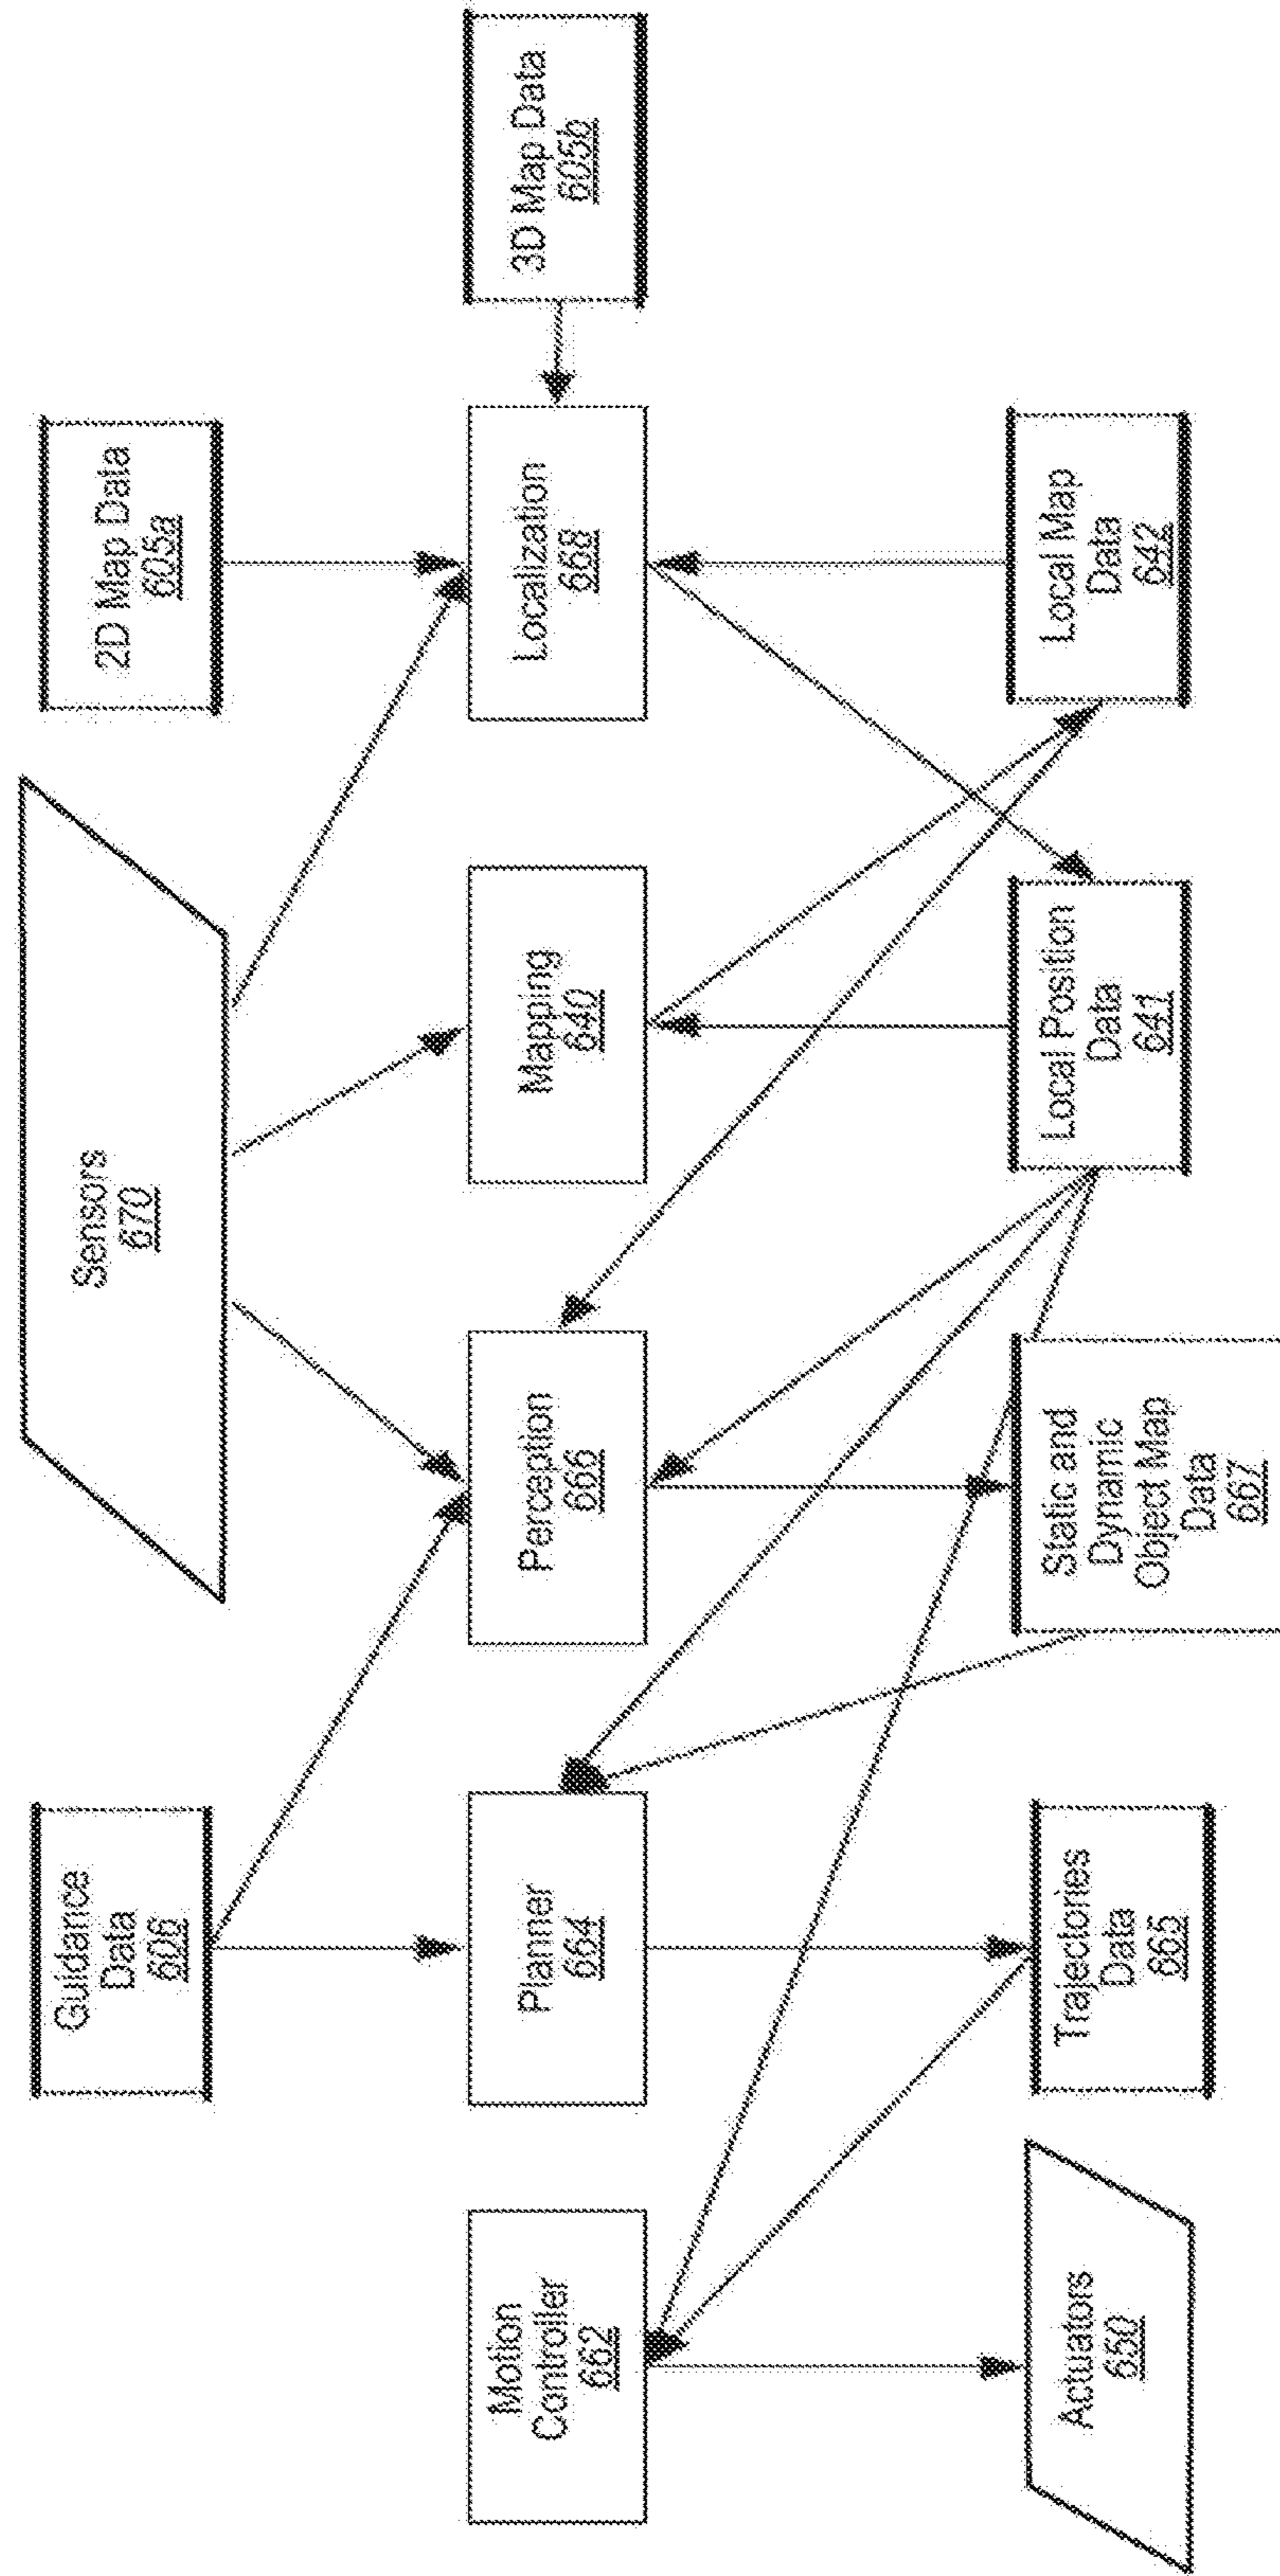 Guidance
Data
606
Sensors
670
2D Map Data
605a
Motion
Controller
662
Planner
664
Perception
666
Mapping
640
Localization
668
3D Map Data
605b
Actuators
650
Trajectories
Data
665
Static and
Dynamic
Object Map
Data
667
Local Position
Data
641
Local Map
Data
642